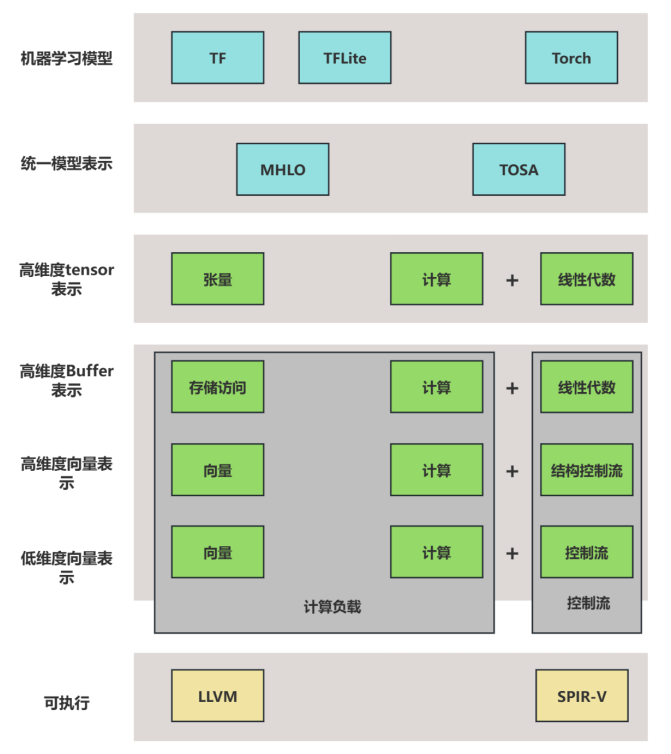 机器学习模型
TF
TFLite
Torch
统一模型表示
MHLO
TOSA
高维度tensor
表示
张量
计算
+
线性代数
高维度Buffer
表示
存储访问
计算
+
线性代数
高维度向量表
示
向量
计算
+
结构控制流
低维度向量表
示
向量
计算
+
控制流
计算负载
控制流
可执行
LLVM
SPIR-V